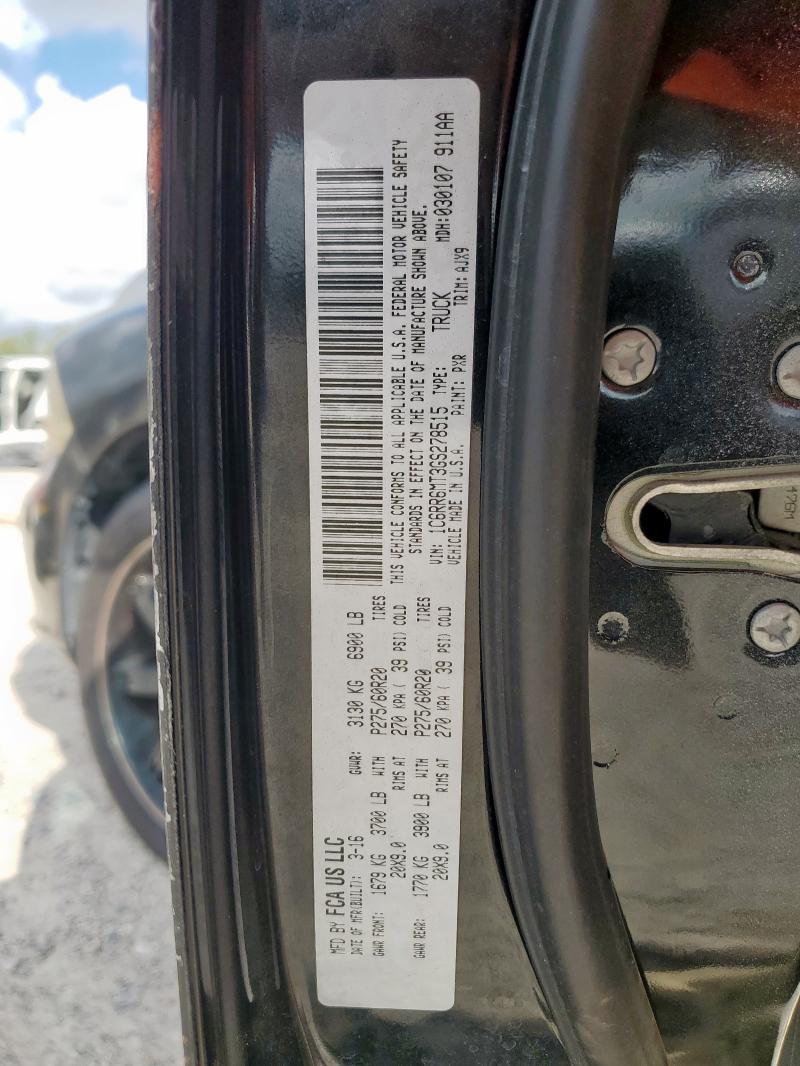 MFD BY FCA US LLC
DATE OF MFR(BUILT): 3-16 GVWR: 3130 KG 6900 LB
GAWR FRONT: 1679 KG 3700 LB WITH P275/60R20 TIRES
20X9.0 RIMS AT 270 KPA ( 39 PSI) COLD
GAWR REAR: 1770 KG 3900 LB WITH P275/60R20 TIRES
20X9.0 RIMS AT 270 KPA ( 39 PSI) COLD
THIS VEHICLE CONFORMS TO ALL APPLICABLE U.S.A. FEDERAL MOTOR VEHICLE SAFETY
STANDARDS IN EFFECT ON THE DATE OF MANUFACTURE SHOWN ABOVE.
VIN: 1C6RR6MT3GS278515 TYPE: TRUCK MDH:030107 911AA
VEHICLE MADE IN U.S.A. PAINT: PXR TRIM: AJX9